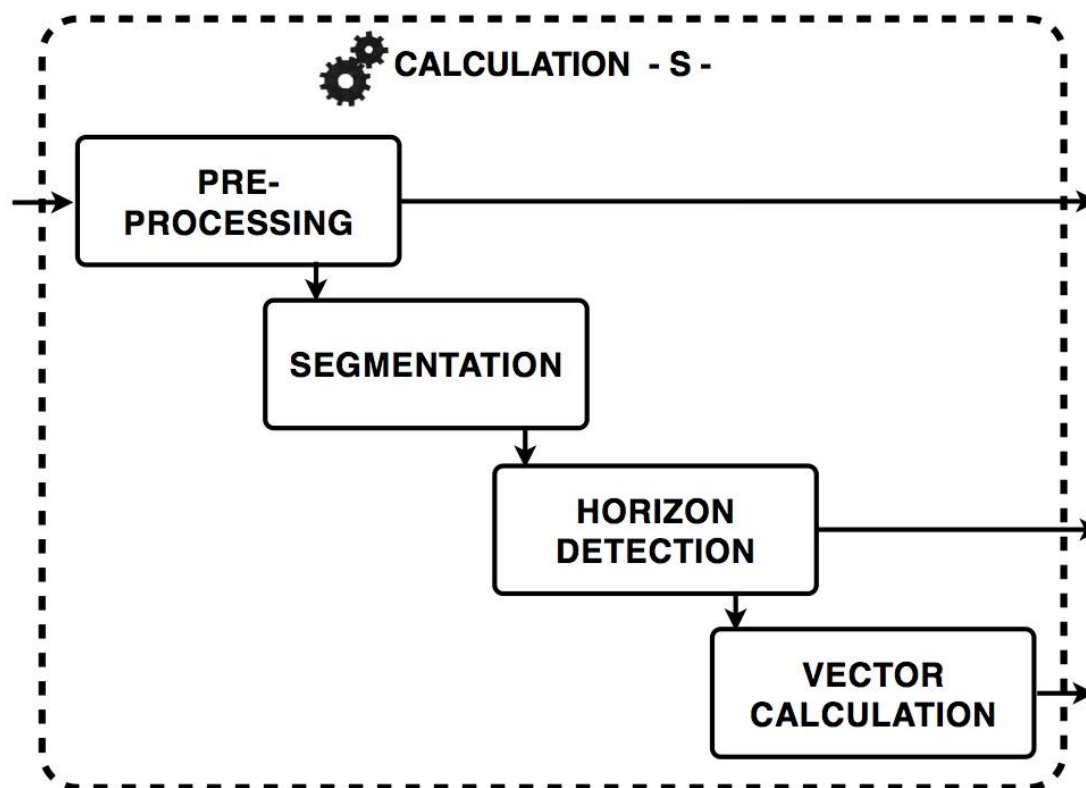 CALCULATION - S -
PRE-
PROCESSING
SEGMENTATION
HORIZON
DETECTION
VECTOR
CALCULATION